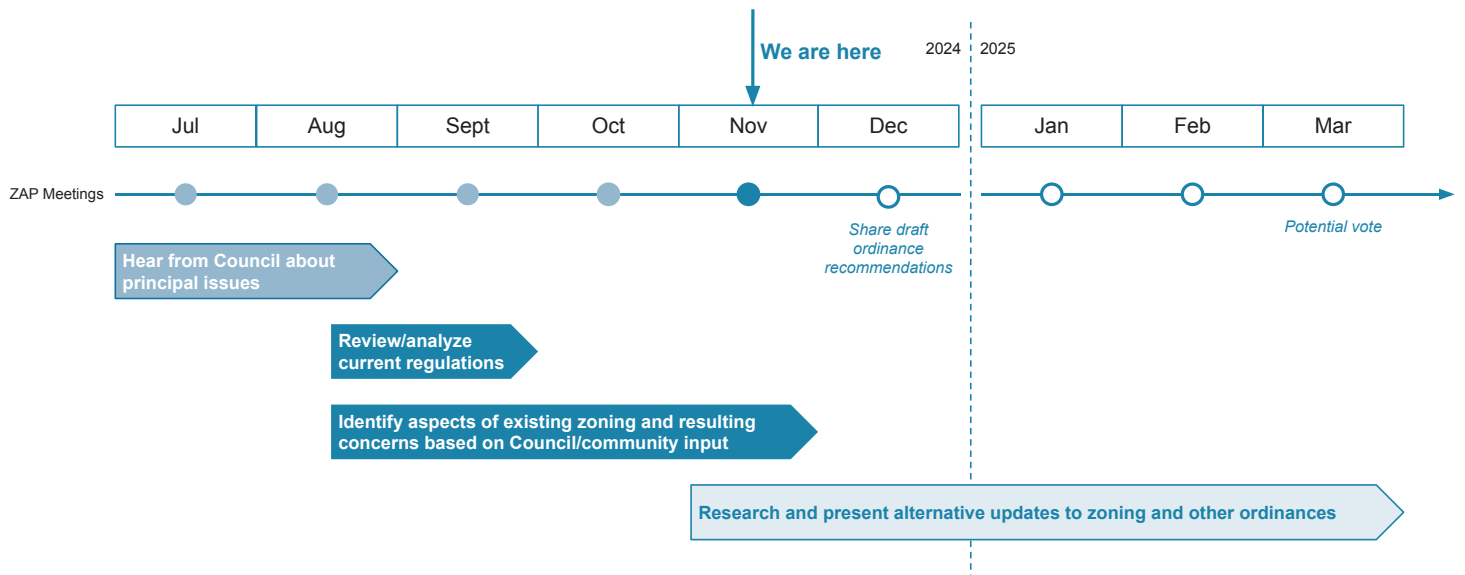 We are here
2024
2025
Jul
Aug
Sept
Oct
Nov
Dec
Jan
Feb
Mar
ZAP Meetings
Share draft
ordinance
recommendations
Potential vote
Hear from Council about
principal issues
Review/analyze
current regulations
Identify aspects of existing zoning and resulting
concerns based on Council/community input
Research and present alternative updates to zoning and other ordinances